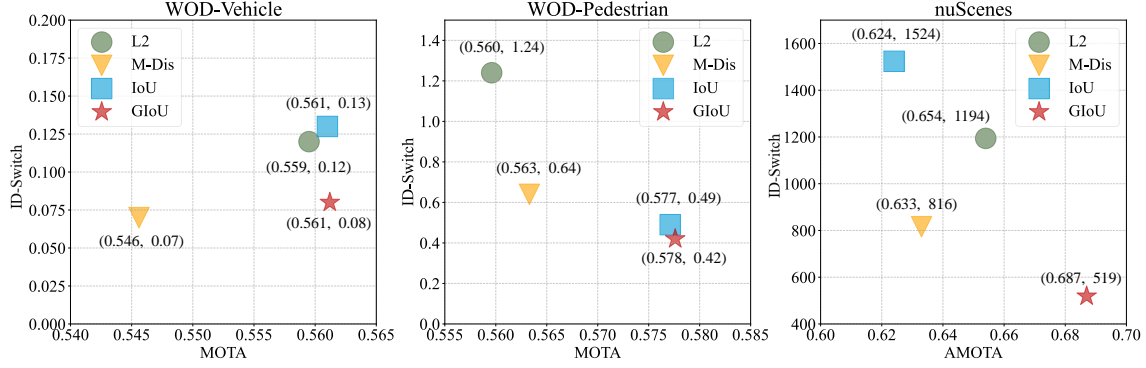 WOD-Vehicle
0.200
0.175
0.150
0.125
0.100
0.075
0.050
0.025
0.000
ID-Switch
L2
M-Dis
IoU
GIoU
(0.561, 0.13)
(0.559, 0.12)
(0.561, 0.08)
(0.546, 0.07)
0.540
0.545
0.550
0.555
0.560
0.565
MOTA
WOD-Pedestrian
1.4
1.2
1.0
0.8
0.6
0.4
0.2
0.0
ID-Switch
(0.560, 1.24)
L2
M-Dis
IoU
GIoU
(0.563, 0.64)
(0.577, 0.49)
(0.578, 0.42)
0.555
0.560
0.565
0.570
0.575
0.580
0.585
MOTA
nuScenes
1600
1400
1200
1000
800
600
400
ID-Switch
(0.624, 1524)
L2
M-Dis
IoU
GIoU
(0.654, 1194)
(0.633, 816)
(0.687, 519)
0.60
0.62
0.64
0.66
0.68
0.70
AMOTA